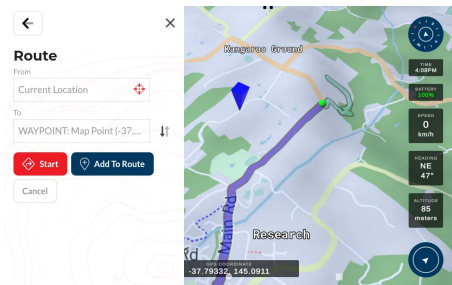 Route
From
Current Location
To
WAYPOINT: Map Point (-37....
Start
Add To Route
Cancel
Kangaroo Ground
Main Rd
Research
Rd
GPS COORDINATE
-37.79332, 145.0911
TIME
4:08PM
BATTERY
100%
SPEED
0
km/h
HEADING
NE
47°
ALTITUDE
85
meters